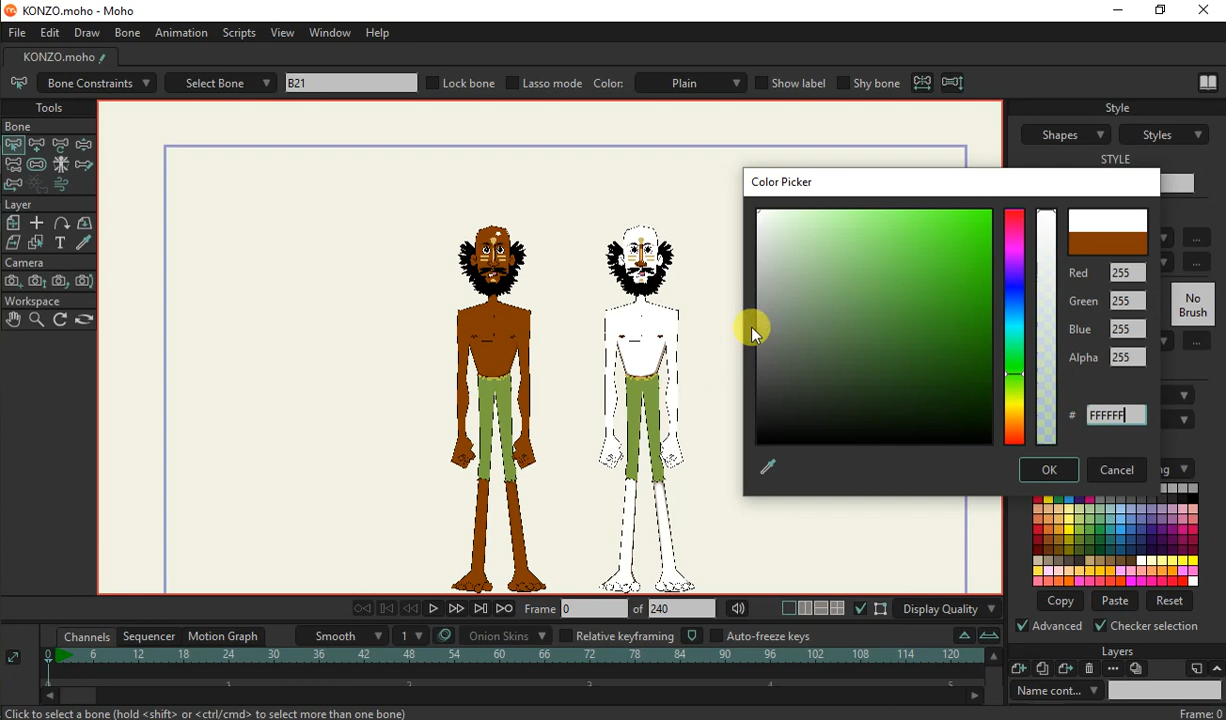 KONZO.moho - Moho
File Edit Draw Bone Animation Scripts View Window Help
KONZO.moho
Bone Constraints Select Bone B21 Lock bone Lasso mode Color: Plain Show label Shy bone
Tools
Bone
Layer
Camera
Workspace
Style
Shapes Styles
STYLE
Color Picker
Red 255
Green 255
Blue 255
Alpha 255
# FFFFFF
OK Cancel
...
...
No
Brush
...
Copy Paste Reset
Advanced Checker selection
Frame 0 of 240 Display Quality
Channels Sequencer Motion Graph Smooth 1 Onion Skins Relative keyframing Auto-freeze keys
0 6 12 18 24 30 36 42 48 54 60 66 72 78 84 90 96 102 108 114 120
1 2 3 4 5
Layers
Name cont...
Click to select a bone (hold <shift> or <ctrl/cmd> to select more than one bone)
Frame: 0